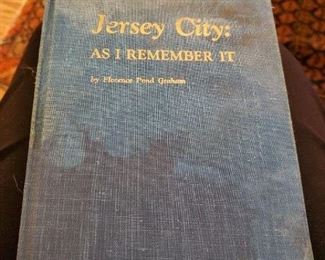 Jersey City:
AS I REMEMBER IT
by Florence Pond Graham